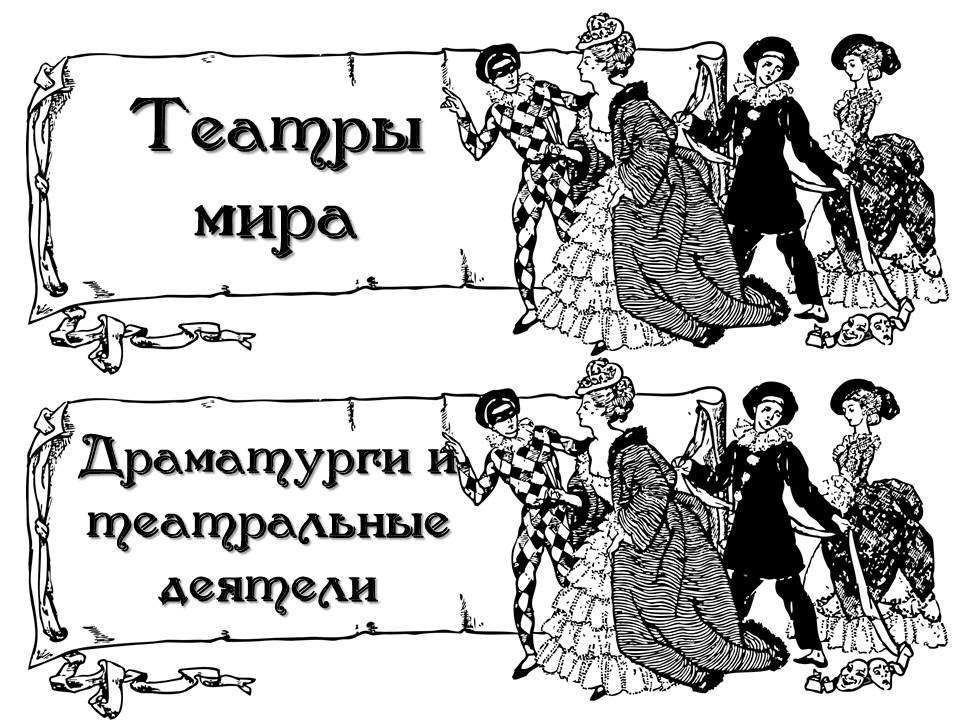 Театры
мира
Драматурги и
театральные
деятели